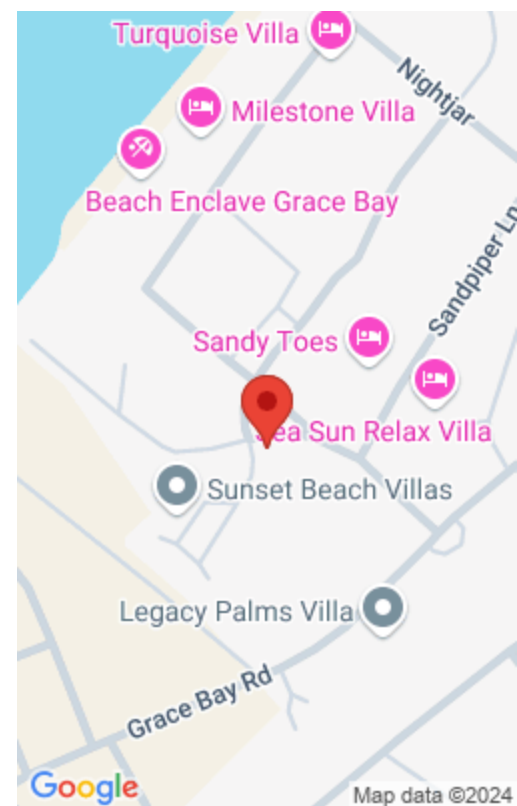 Turquoise Villa
Nightjar
Milestone Villa
Beach Enclave Grace Bay
Sandpiper Ln
Sandy Toes
Sea Sun Relax Villa
Sunset Beach Villas
Legacy Palms Villa
Grace Bay Rd
Google
Map data ©2024